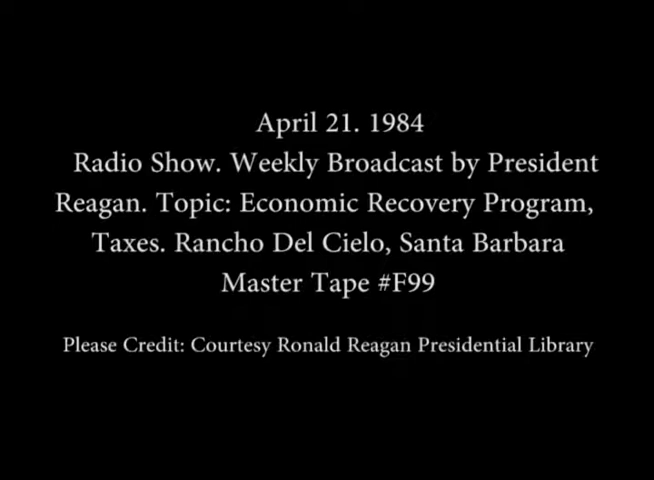 April 21. 1984
Radio Show. Weekly Broadcast by President
Reagan. Topic: Economic Recovery Program,
Taxes. Rancho Del Cielo, Santa Barbara
Master Tape #F99
Please Credit: Courtesy Ronald Reagan Presidential Library